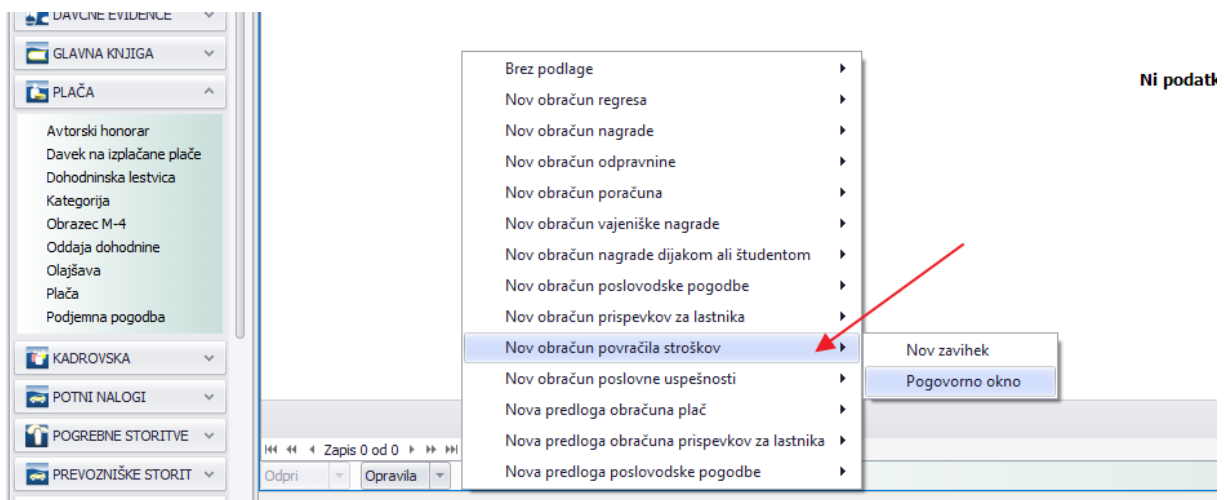 DAVČNE EVIDENCE
GLAVNA KNJIGA
PLAČA
Avtorski honorar
Davek na izplačane plače
Dohodninska lestvica
Kategorija
Obrazec M-4
Oddaja dohodnine
Olajšava
Plača
Podjemna pogodba
KADROVSKA
POTNI NALOGI
POGREBNE STORITVE
PREVOZNIŠKE STORIT
Brez podlage
Nov obračun regresa
Nov obračun nagrade
Nov obračun odpravnine
Nov obračun poračuna
Nov obračun vajeniške nagrade
Nov obračun nagrade dijakom ali študentom
Nov obračun poslovodske pogodbe
Nov obračun prispevkov za lastnika
Nov obračun povračila stroškov
Nov obračun poslovne uspešnosti
Nova predloga obračuna plač
Nova predloga obračuna prispevkov za lastnika
Nova predloga poslovodske pogodbe
Nov zavihek
Pogovorno okno
Ni podatk
Zapis 0 od 0
Odpri
Opravila